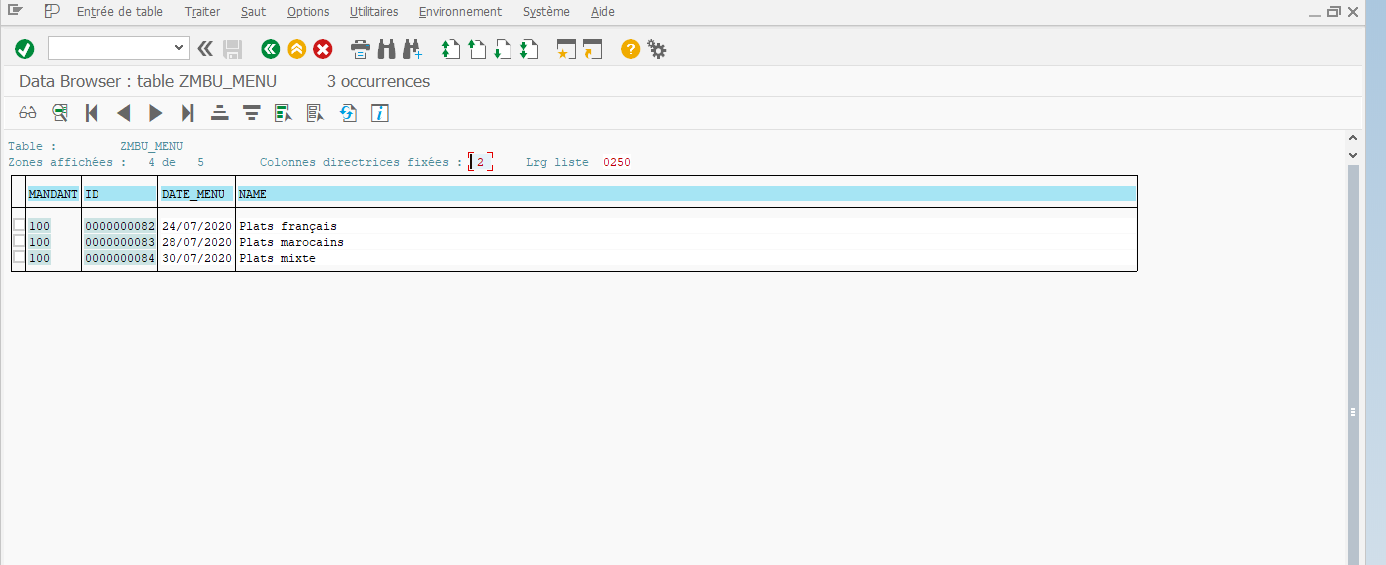 Entrée de table Traiter Saut Options Utilitaires Environnement Système Aide
Data Browser : table ZMBU_MENU 3 occurrences
Table : ZMBU_MENU
Zones affichées : 4 de 5 Colonnes directrices fixées : 2 Lrg liste 0250
MANDANT ID DATE_MENU NAME
100 0000000082 24/07/2020 Plats français
100 0000000083 28/07/2020 Plats marocains
100 0000000084 30/07/2020 Plats mixte